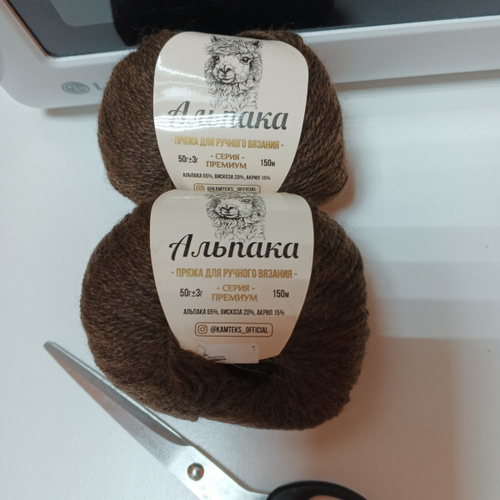 Альпака
- ПРЯЖА ДЛЯ РУЧНОГО ВЯЗАНИЯ -
50г±3г - СЕРИЯ - 150м
ПРЕМИУМ
АЛЬПАКА 65%, ВИСКОЗА 20%, АКРИЛ 15%
@KAMTEKS_OFFICIAL
Альпака
- ПРЯЖА ДЛЯ РУЧНОГО ВЯЗАНИЯ -
50г±3г - СЕРИЯ - 150м
ПРЕМИУМ
АЛЬПАКА 65%, ВИСКОЗА 20%, АКРИЛ 15%
@KAMTEKS_OFFICIAL